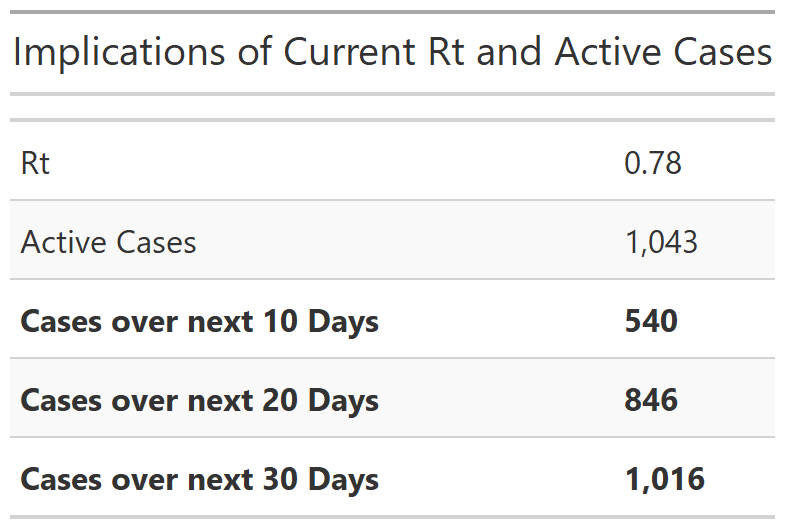 Implications of Current Rt and Active Cases
Rt 0.78
Active Cases 1,043
Cases over next 10 Days 540
Cases over next 20 Days 846
Cases over next 30 Days 1,016